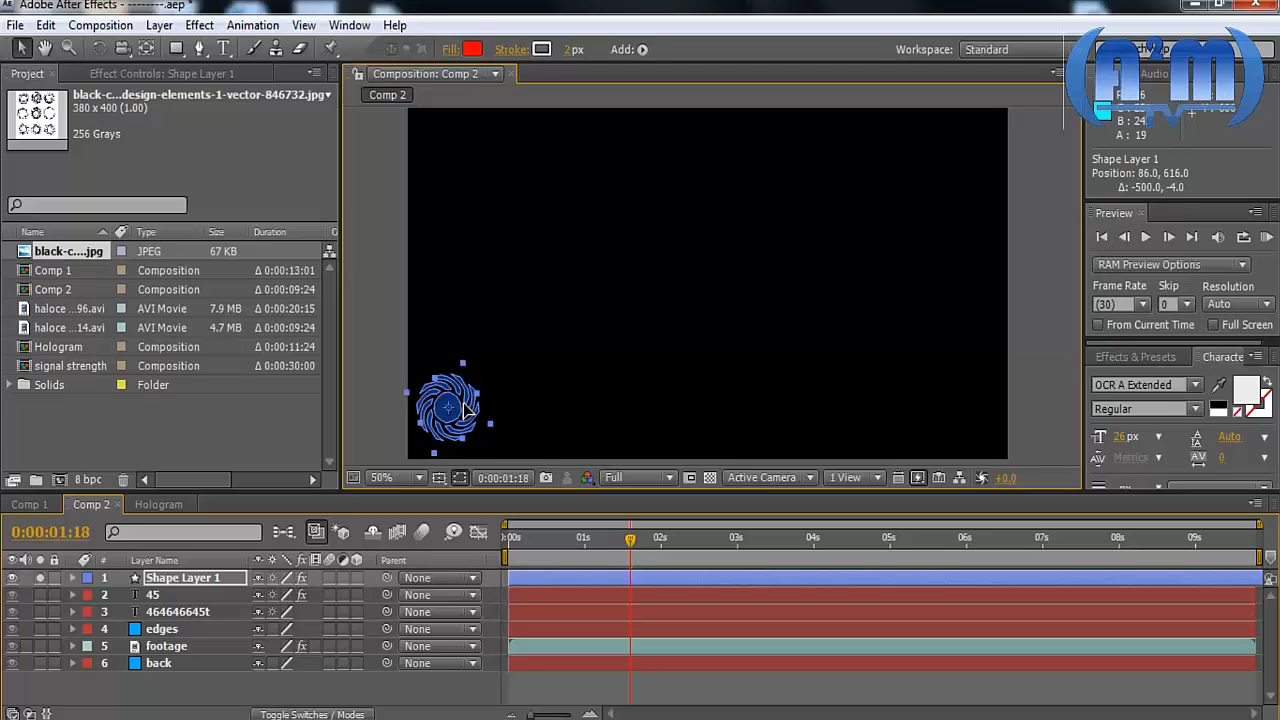 Adobe After Effects - --------.aep *
File Edit Composition Layer Effect Animation View Window Help
Fill: Stroke: 2 px Add: Workspace: Standard
Project Effect Controls: Shape Layer 1 Composition: Comp 2 Audio
black-c...design-elements-1-vector-846732.jpg
380 x 400 (1.00)
256 Grays
Comp 2
A²M
TV
B : 24
A : 19
Shape Layer 1
Position: 86.0, 616.0
Δ: -500.0, -4.0
Preview
Name Type Size Duration
black-c....jpg JPEG 67 KB
Comp 1 Composition Δ 0:00:13:01
Comp 2 Composition Δ 0:00:09:24
haloce ...96.avi AVI Movie 7.9 MB Δ 0:00:20:15
haloce ...14.avi AVI Movie 4.7 MB Δ 0:00:09:24
Hologram Composition Δ 0:00:11:24
signal strength Composition Δ 0:00:30:00
Solids Folder
RAM Preview Options
Frame Rate Skip Resolution
(30) 0 Auto
From Current Time Full Screen
Effects & Presets Characte
OCR A Extended
Regular
26 px Auto
Metrics 0
8 bpc
50% 0:00:01:18 Full Active Camera 1 View +0.0
Comp 1 Comp 2 Hologram
0:00:01:18
:00s 01s 02s 03s 04s 05s 06s 07s 08s 09s
# Layer Name Parent
1 Shape Layer 1 None
2 45 None
3 464646645t None
4 edges None
5 footage None
6 back None
Toggle Switches / Modes